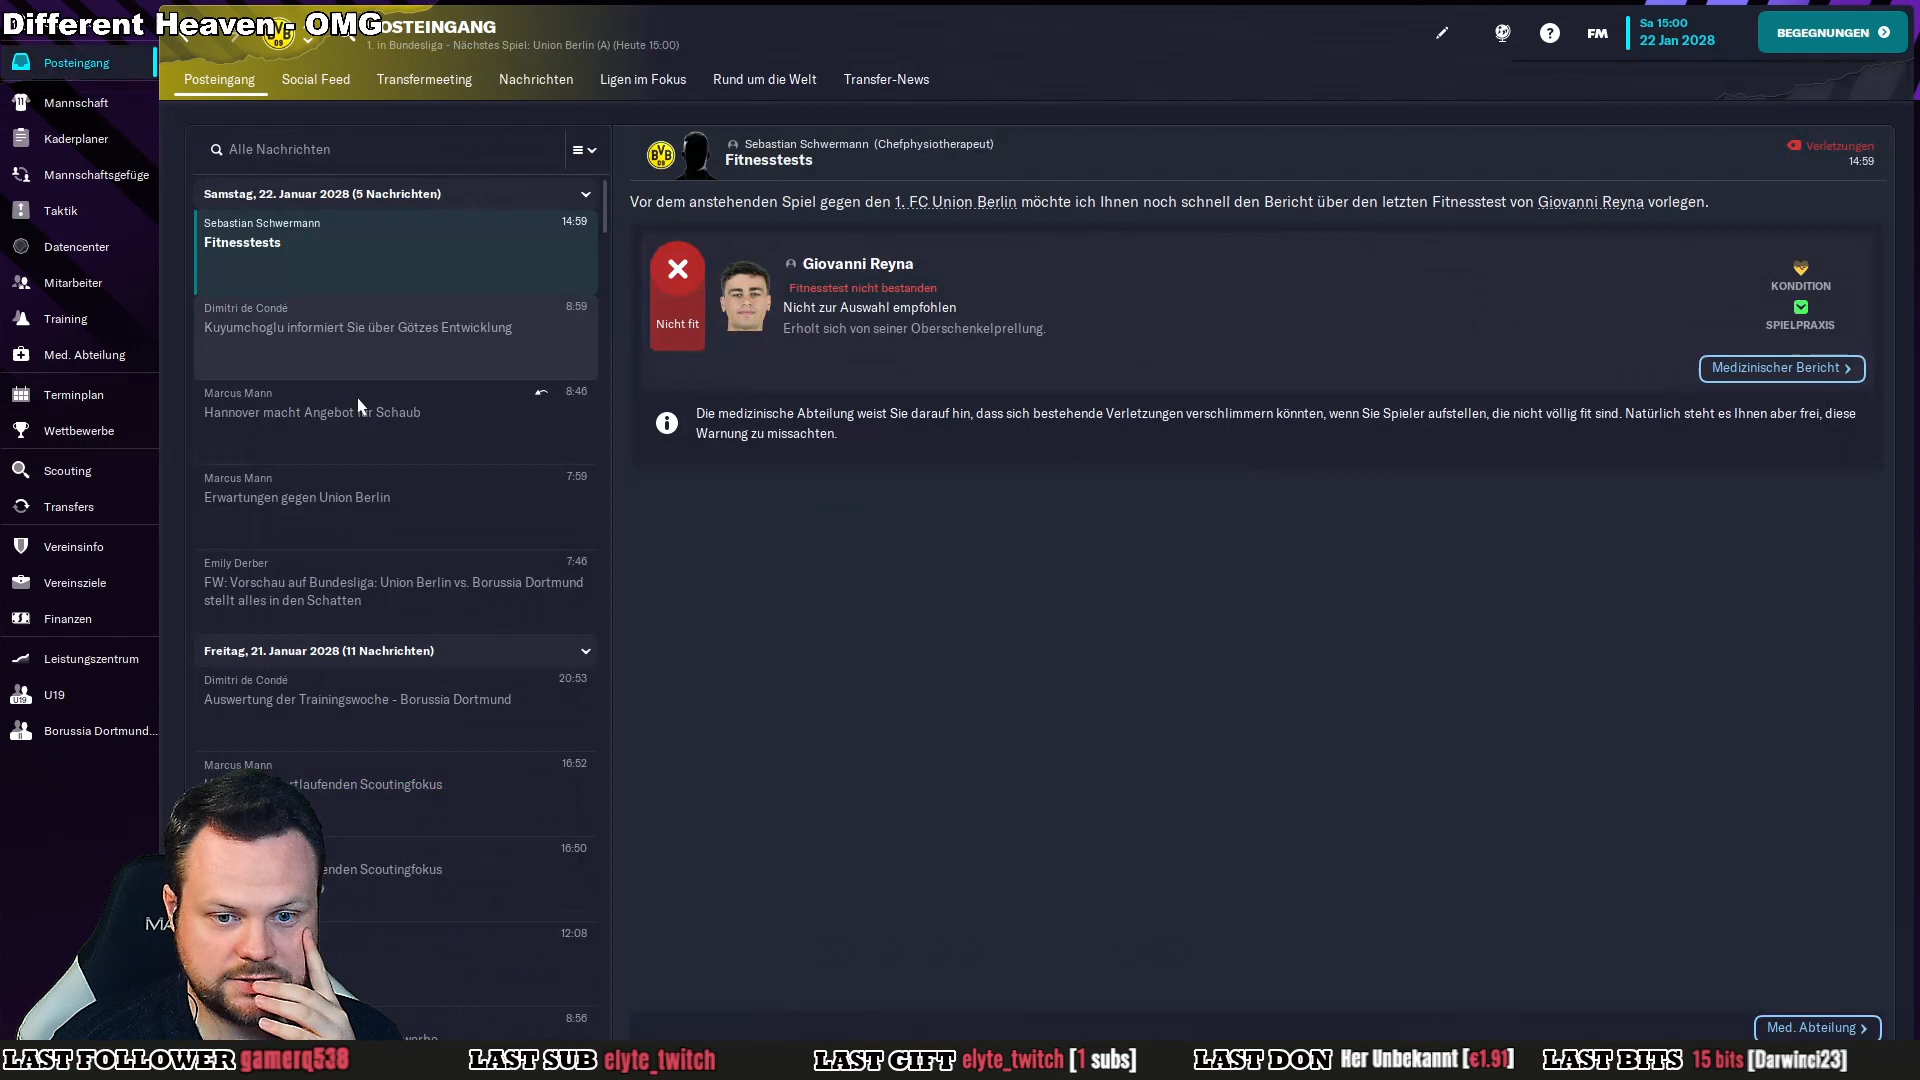 Different Heaven - OMG
OSTEINGANG
1. in Bundesliga - Nächstes Spiel: Union Berlin (A) (Heute 15:00)
FM
Sa 15:00
22 Jan 2028
BEGEGNUNGEN
Posteingang
Social Feed
Transfermeeting
Nachrichten
Ligen im Fokus
Rund um die Welt
Transfer-News
Posteingang
Mannschaft
Kaderplaner
Mannschaftsgefüge
Taktik
Datencenter
Mitarbeiter
Training
Med. Abteilung
Terminplan
Wettbewerbe
Scouting
Transfers
Vereinsinfo
Vereinsziele
Finanzen
Leistungszentrum
U19
Borussia Dortmund...
Alle Nachrichten
Samstag, 22. Januar 2028 (5 Nachrichten)
Sebastian Schwermann 14:59
Fitnesstests
Dimitri de Condé 8:59
Kuyumchoglu informiert Sie über Götzes Entwicklung
Marcus Mann 8:46
Hannover macht Angebot für Schaub
Marcus Mann 7:59
Erwartungen gegen Union Berlin
Emily Derber 7:46
FW: Vorschau auf Bundesliga: Union Berlin vs. Borussia Dortmund
stellt alles in den Schatten
Freitag, 21. Januar 2028 (11 Nachrichten)
Dimitri de Condé 20:53
Auswertung der Trainingswoche - Borussia Dortmund
Marcus Mann 16:52
rtlaufenden Scoutingfokus
16:50
enden Scoutingfokus
12:08
8:56
BVB
09
Sebastian Schwermann (Chefphysiotherapeut)
Fitnesstests
Verletzungen
14:59
Vor dem anstehenden Spiel gegen den 1. FC Union Berlin möchte ich Ihnen noch schnell den Bericht über den letzten Fitnesstest von Giovanni Reyna vorlegen.
Nicht fit
Giovanni Reyna
Fitnesstest nicht bestanden
Nicht zur Auswahl empfohlen
Erholt sich von seiner Oberschenkelprellung.
KONDITION
SPIELPRAXIS
Medizinischer Bericht
Die medizinische Abteilung weist Sie darauf hin, dass sich bestehende Verletzungen verschlimmern könnten, wenn Sie Spieler aufstellen, die nicht völlig fit sind. Natürlich steht es Ihnen aber frei, diese
Warnung zu missachten.
Med. Abteilung
LAST FOLLOWER gamerq538
LAST SUB elyte_twitch
LAST GIFT elyte_twitch [1 subs]
LAST DON Her Unbekannt [€1.91]
LAST BITS 15 bits [Darwinci23]